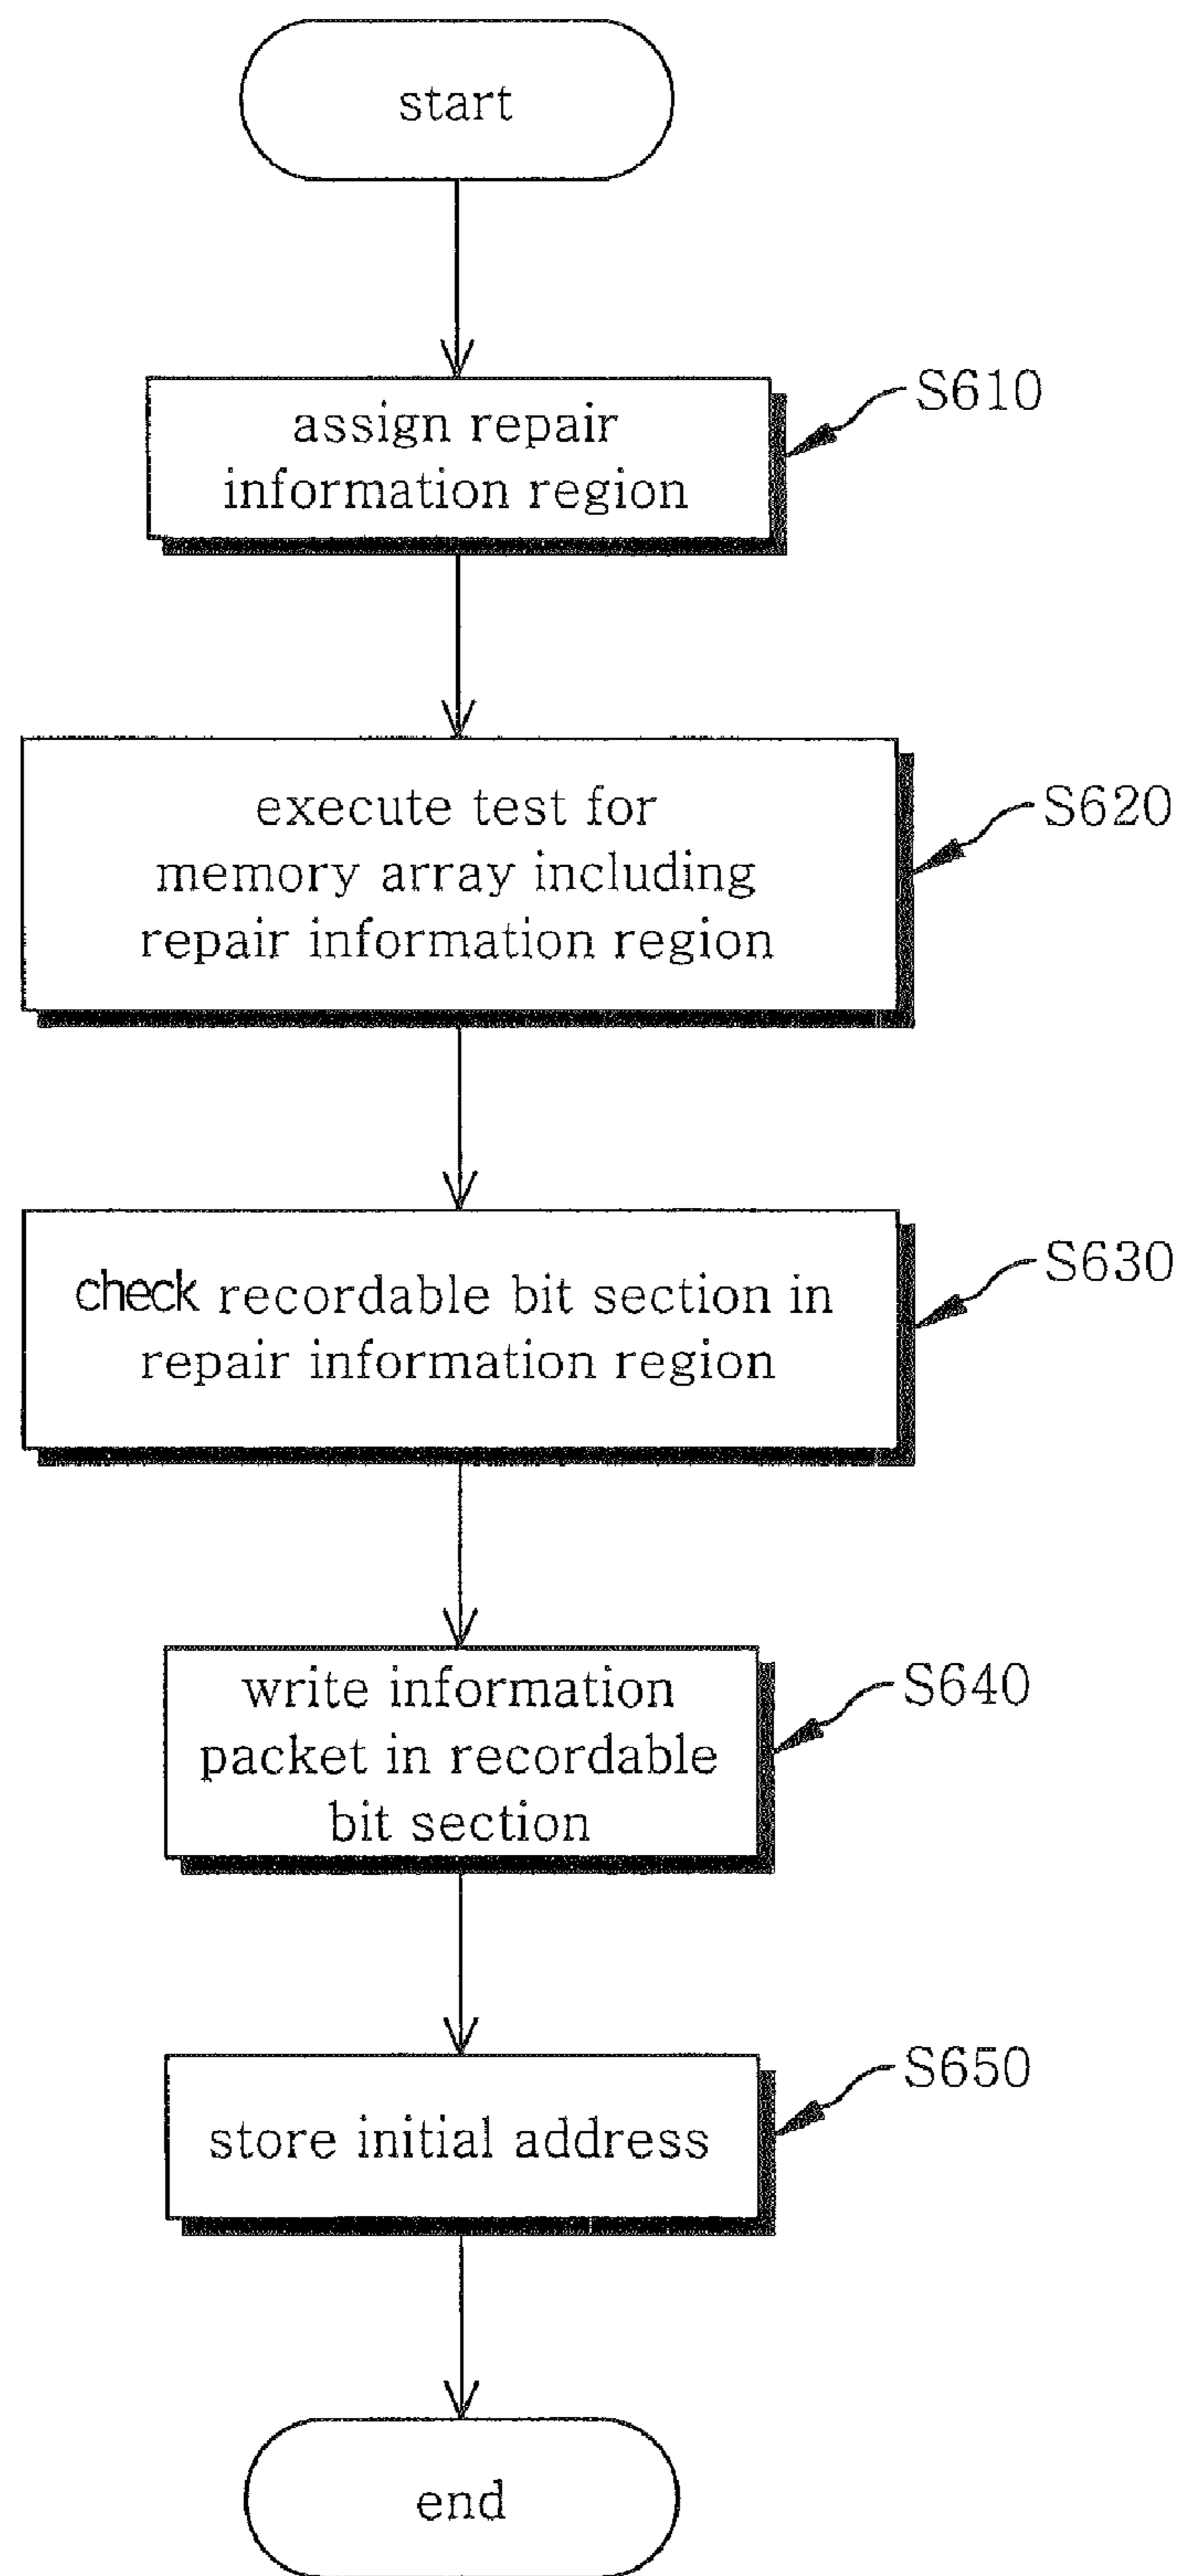 start
assign repair
information region
S610
execute test for
memory array including
repair information region
S620
check recordable bit section in
repair information region
S630
write information
packet in recordable
bit section
S640
store initial address
S650
end